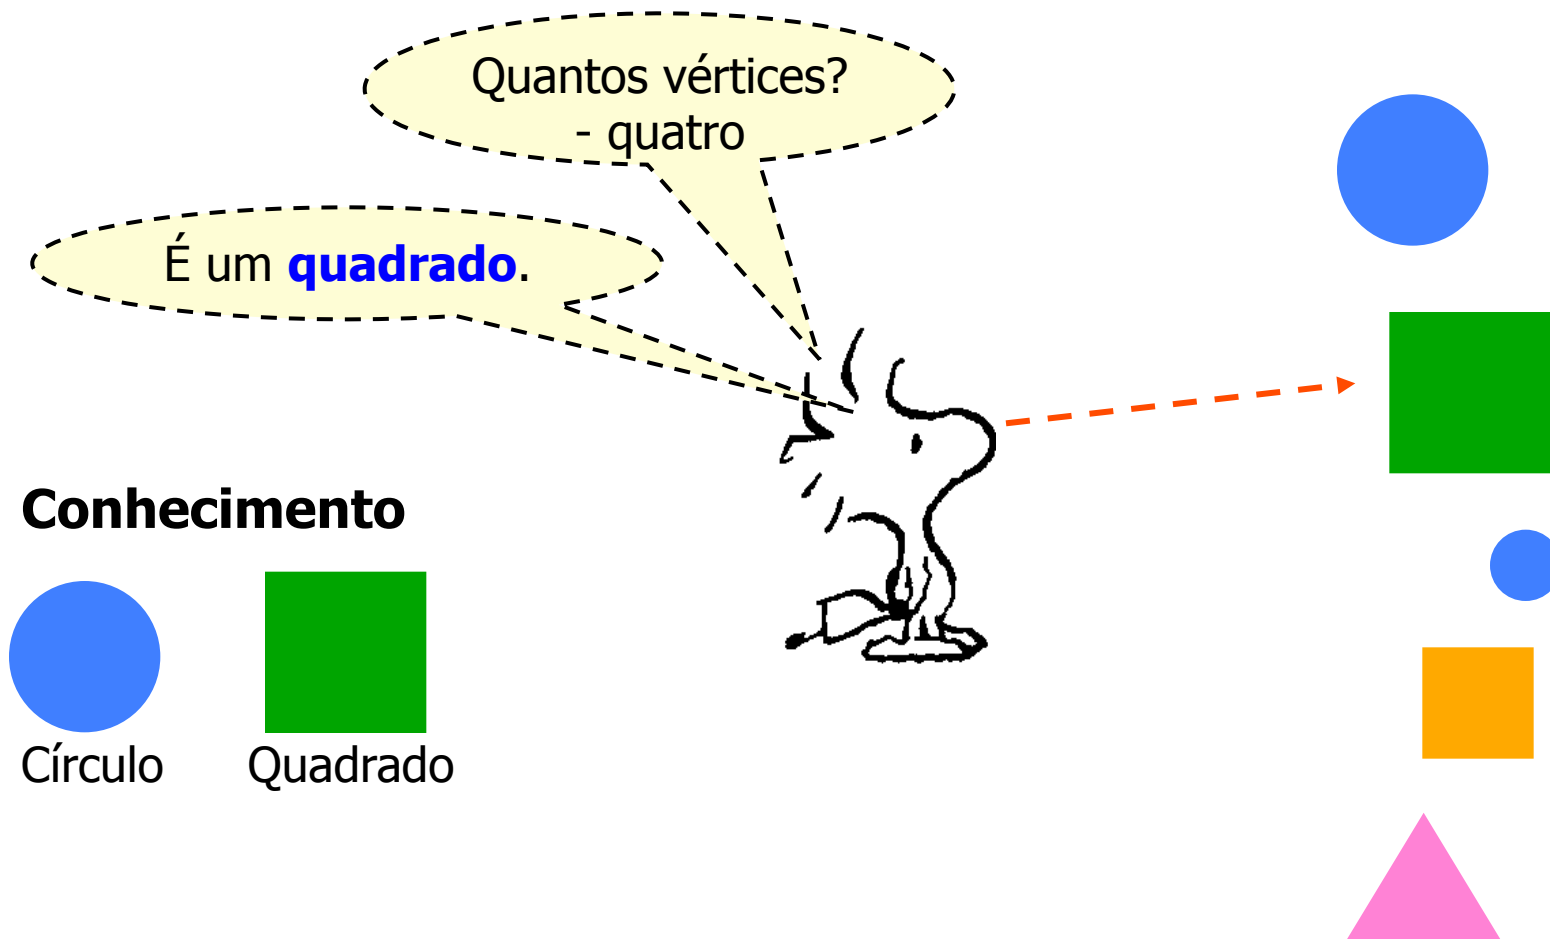 Quantos vértices?
- quatro
É um quadrado.
Conhecimento
Círculo
Quadrado